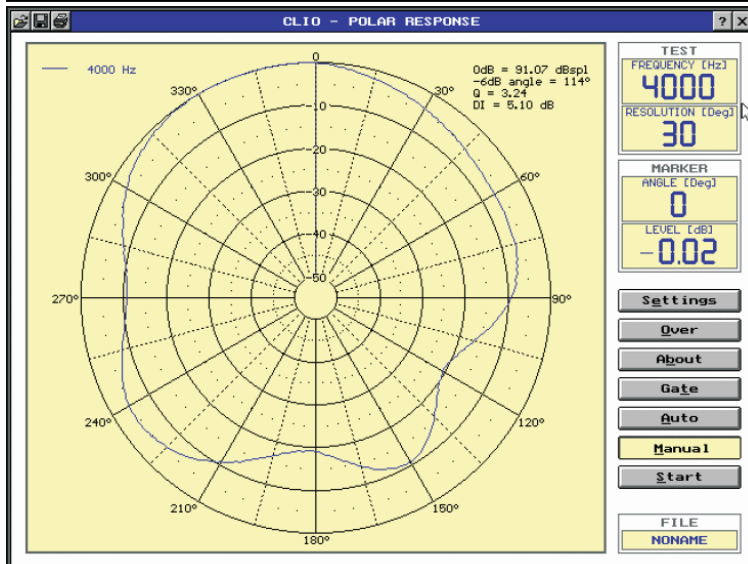 CLIO - POLAR RESPONSE
? X
4000 Hz
0dB = 91.07 dBspl
-6dB angle = 114°
Q = 3.24
DI = 5.10 dB
0
30°
60°
90°
120°
150°
180°
210°
240°
270°
300°
330°
-10
-20
-30
-40
-50
TEST
FREQUENCY [Hz]
4000
RESOLUTION [Deg]
30
MARKER
ANGLE [Deg]
0
LEVEL [dB]
-0.02
Settings
Over
About
Gate
Auto
Manual
Start
FILE
NONAME